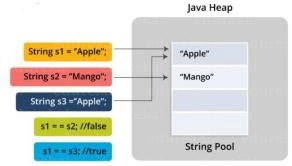 Java Heap
String s1 = "Apple";
"Apple"
String s2 = "Mango";
"Mango"
String s3 ="Apple";
s1 = = s2; //false
String Pool
s1 = = s3; //true